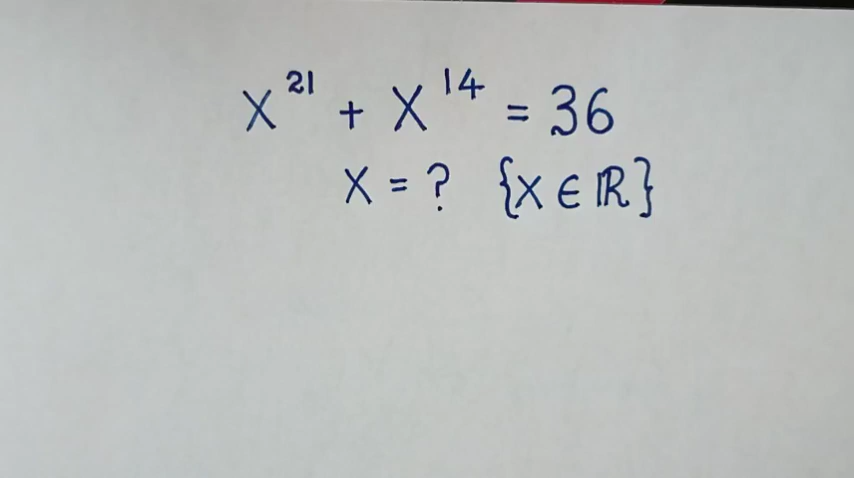 X²¹ + X¹⁴ = 36
X = ? {X ∈ ℝ}